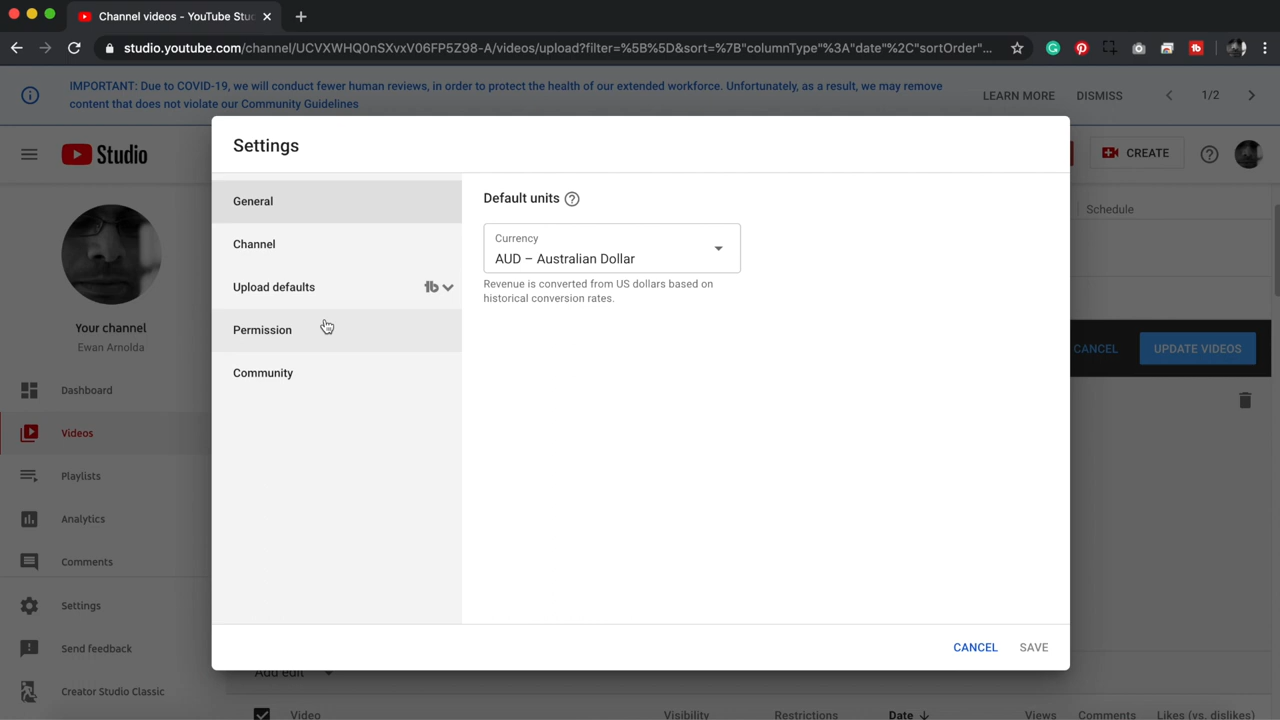 Channel videos - YouTube Stu
studio.youtube.com/channel/UCVXWHQ0nSXvxV06FP5Z98-A/videos/upload?filter=%5B%5D&sort=%7B"columnType"%3A"date"%2C"sortOrder"...
IMPORTANT: Due to COVID-19, we will conduct fewer human reviews, in order to protect the health of our extended workforce. Unfortunately, as a result, we may remove
content that does not violate our Community Guidelines
LEARN MORE
DISMISS
1/2
Studio
CREATE
Settings
General
Channel
Upload defaults
tb
Permission
Community
Default units
Currency
AUD – Australian Dollar
Revenue is converted from US dollars based on
historical conversion rates.
CANCEL
SAVE
Schedule
CANCEL
UPDATE VIDEOS
Your channel
Ewan Arnolda
Dashboard
Videos
Playlists
Analytics
Comments
Settings
Send feedback
Creator Studio Classic
Add edit
Video
Visibility
Restrictions
Date
Views
Comments
Likes (vs. dislikes)